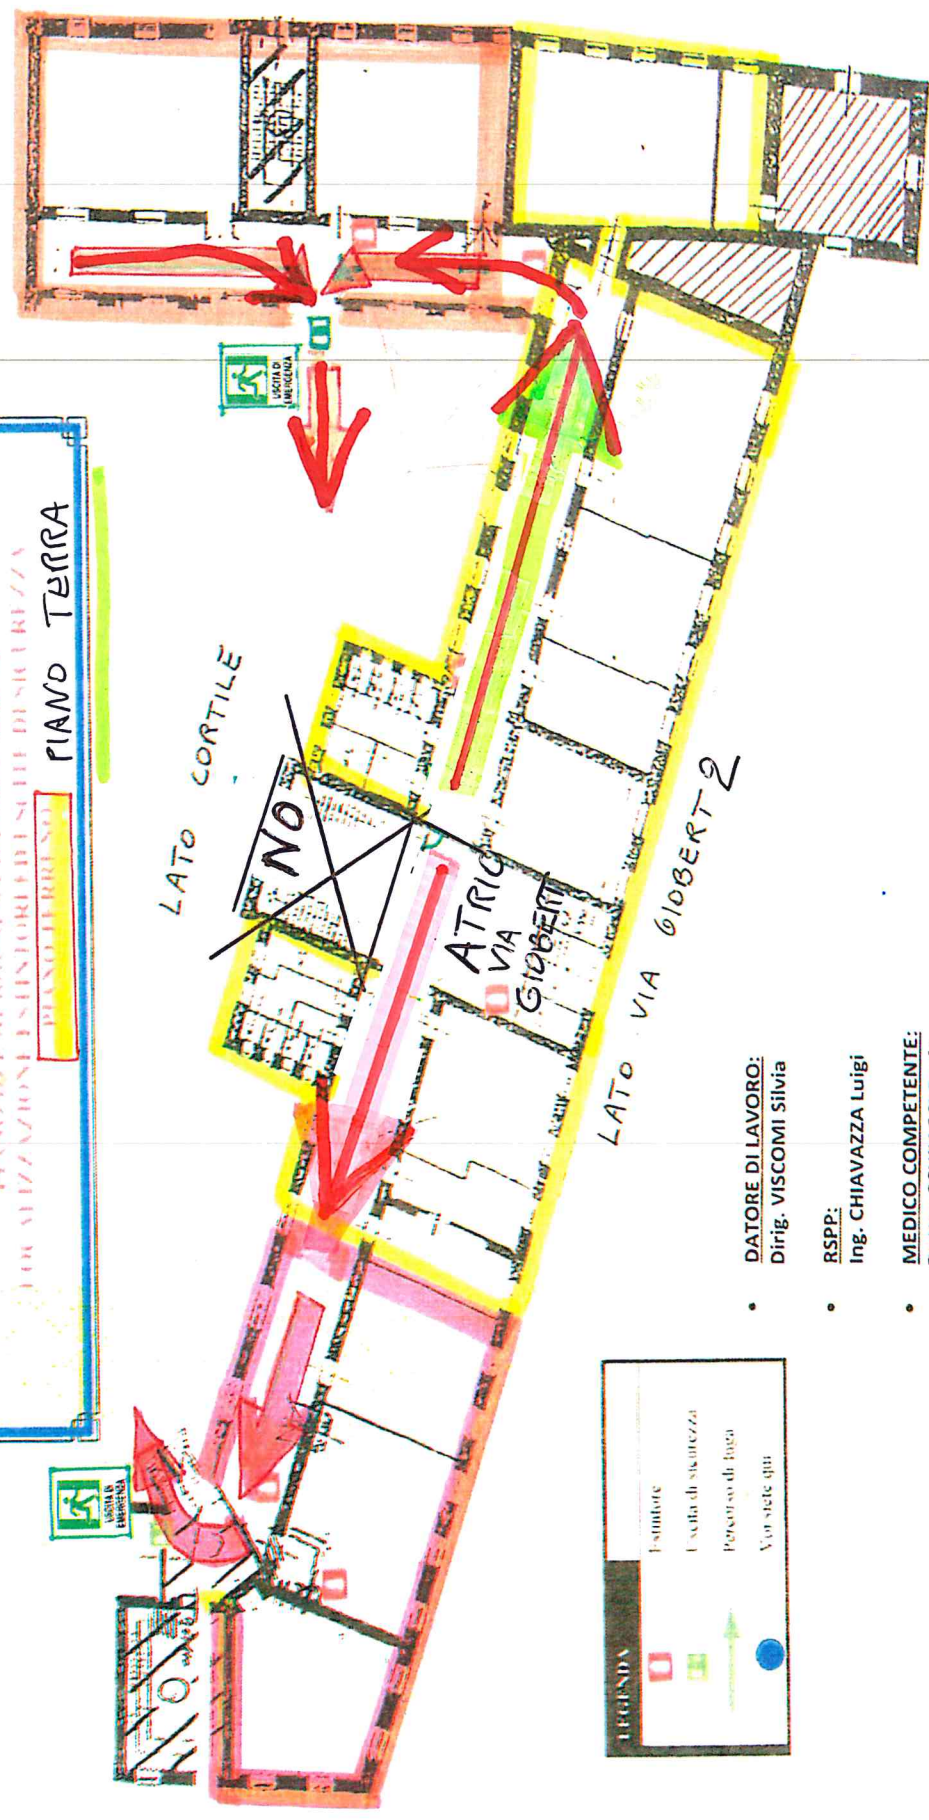 PIANO TERRA
LATO CORTILE
NO
USCITA DI
EMERGENZA
USCITA DI
EMERGENZA
ATRIO
VIA
GIOBERT
LATO VIA GIOBERT 2
LEGENDA
Estintore
Uscita di sicurezza
Percorso di fuga
Voi siete qui
• DATORE DI LAVORO:
Dirig. VISCOMI Silvia
• RSPP:
Ing. CHIAVAZZA Luigi
• MEDICO COMPETENTE: